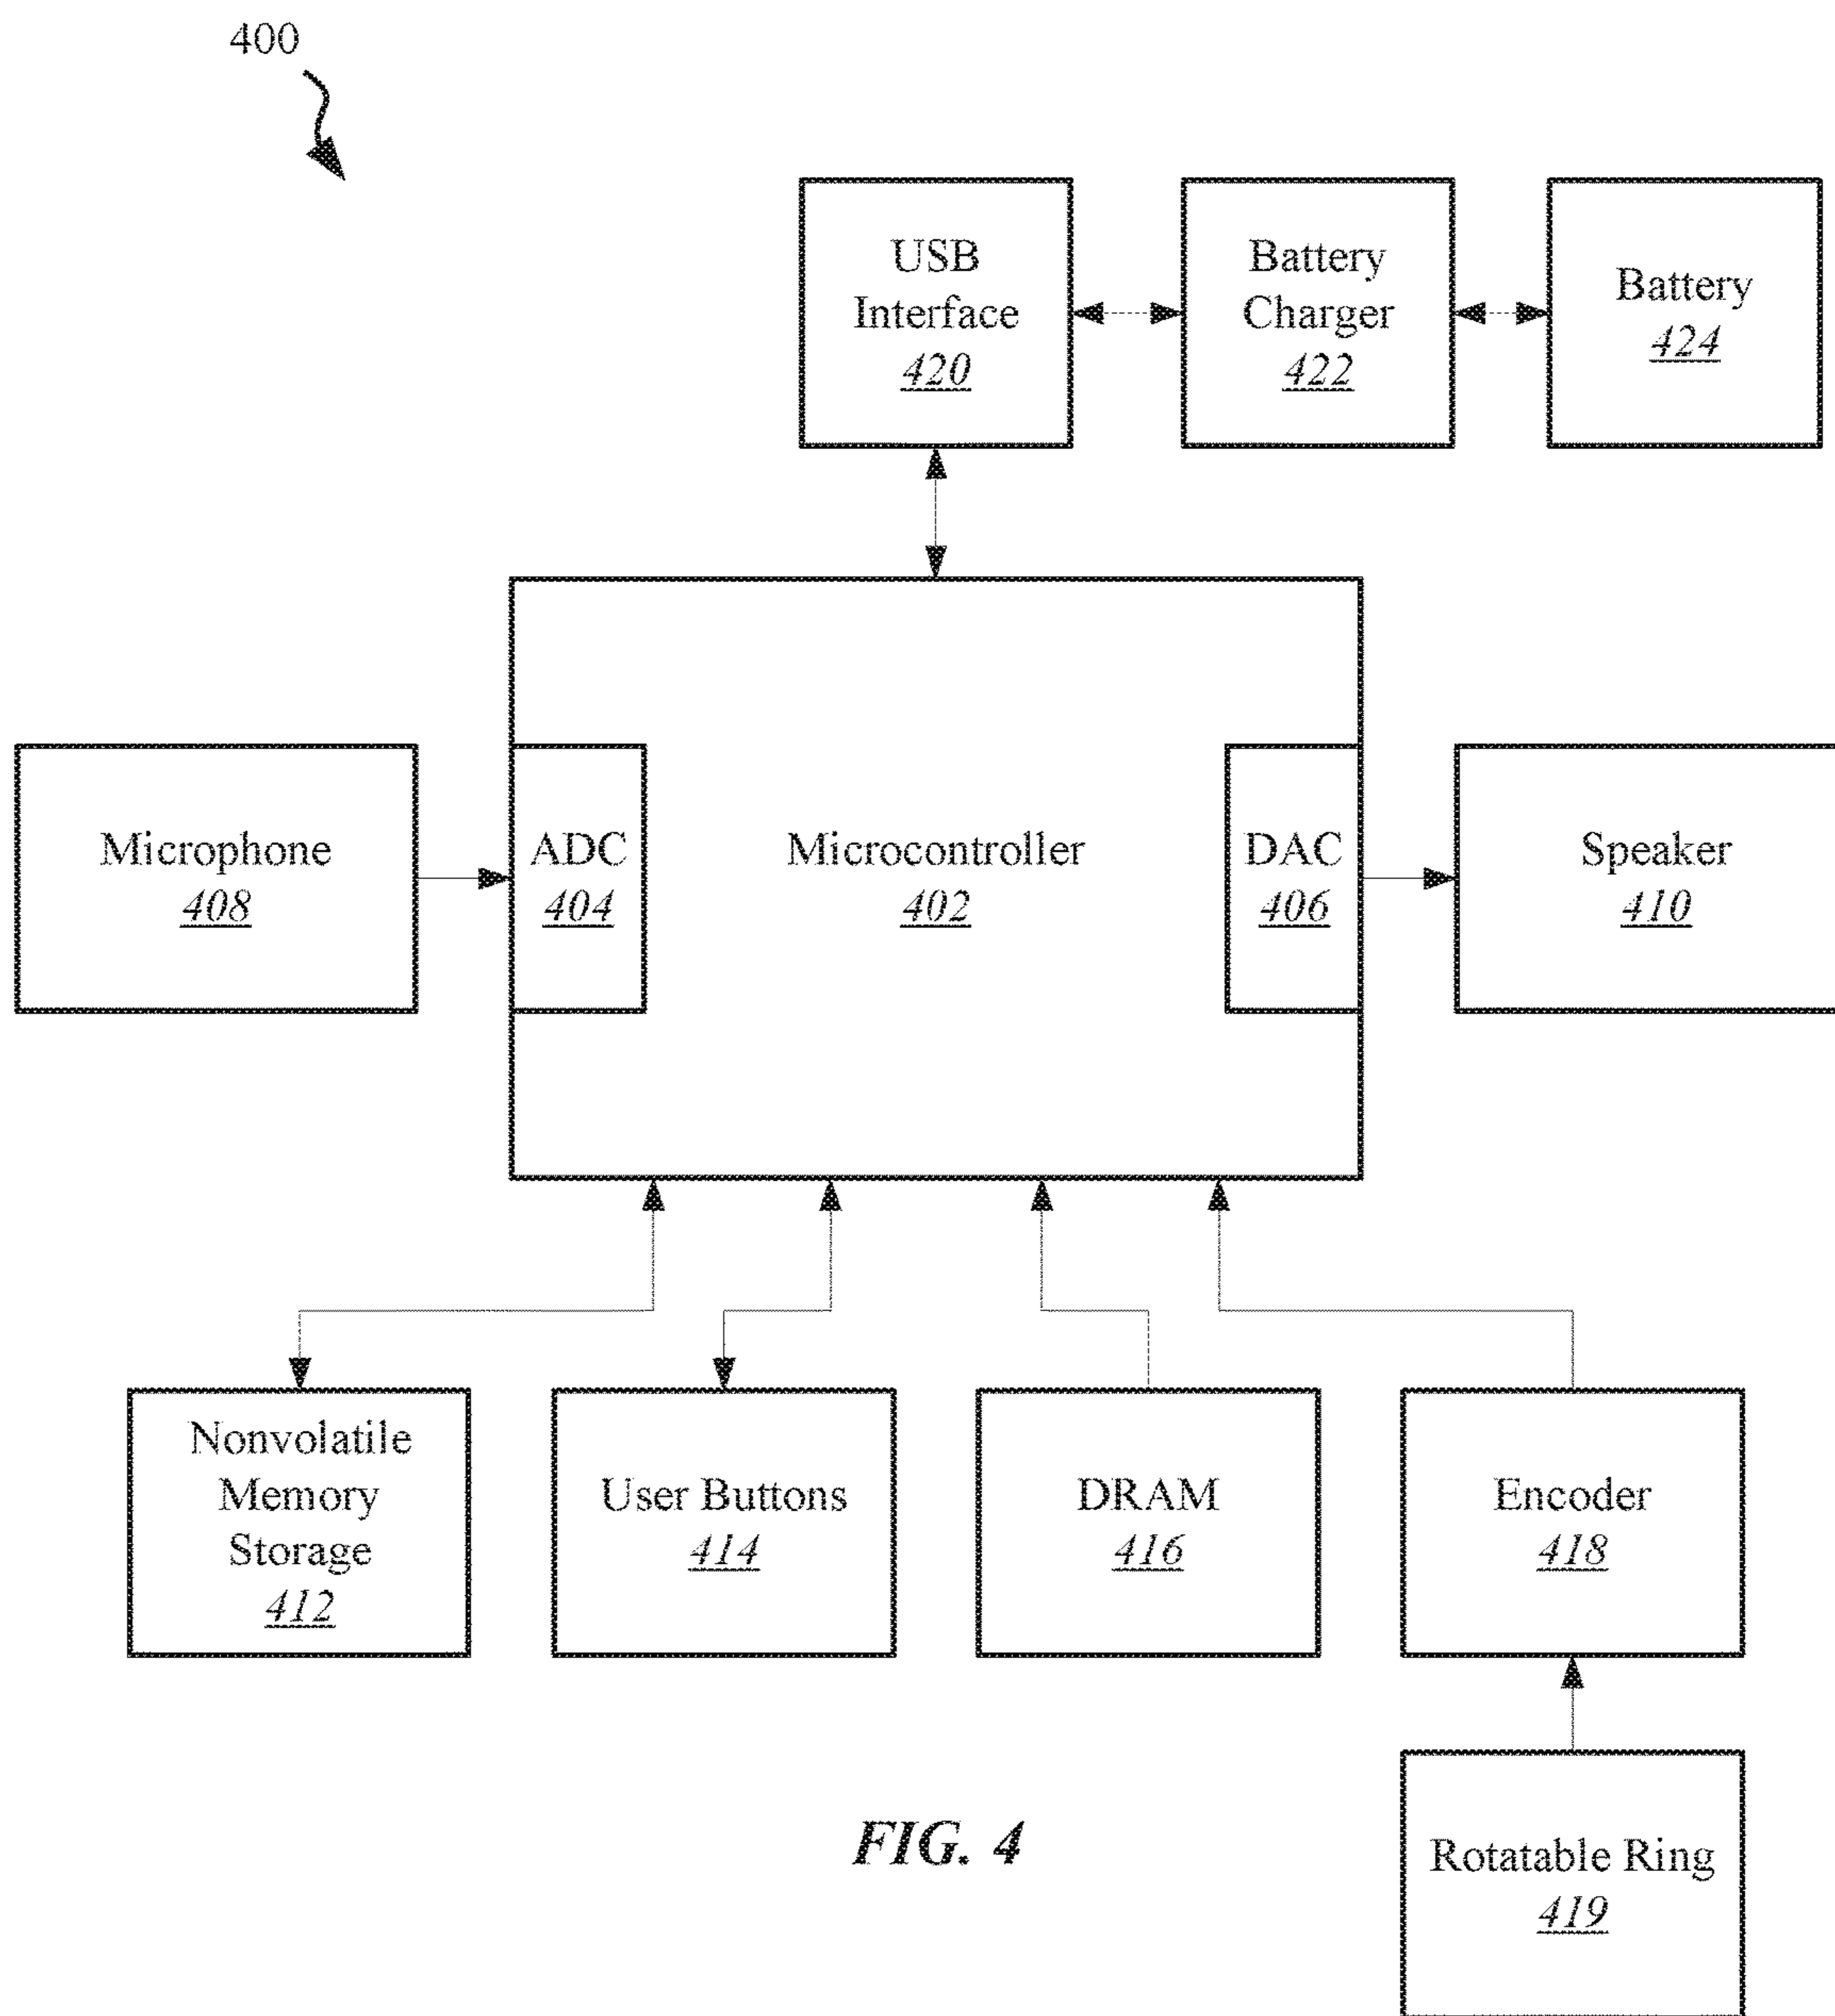 400
USB
Interface
420
Battery
Charger
422
Battery
424
Microphone
408
ADC
404
Microcontroller
402
DAC
406
Speaker
410
Nonvolatile
Memory
Storage
412
User Buttons
414
DRAM
416
Encoder
418
FIG. 4
Rotatable Ring
419